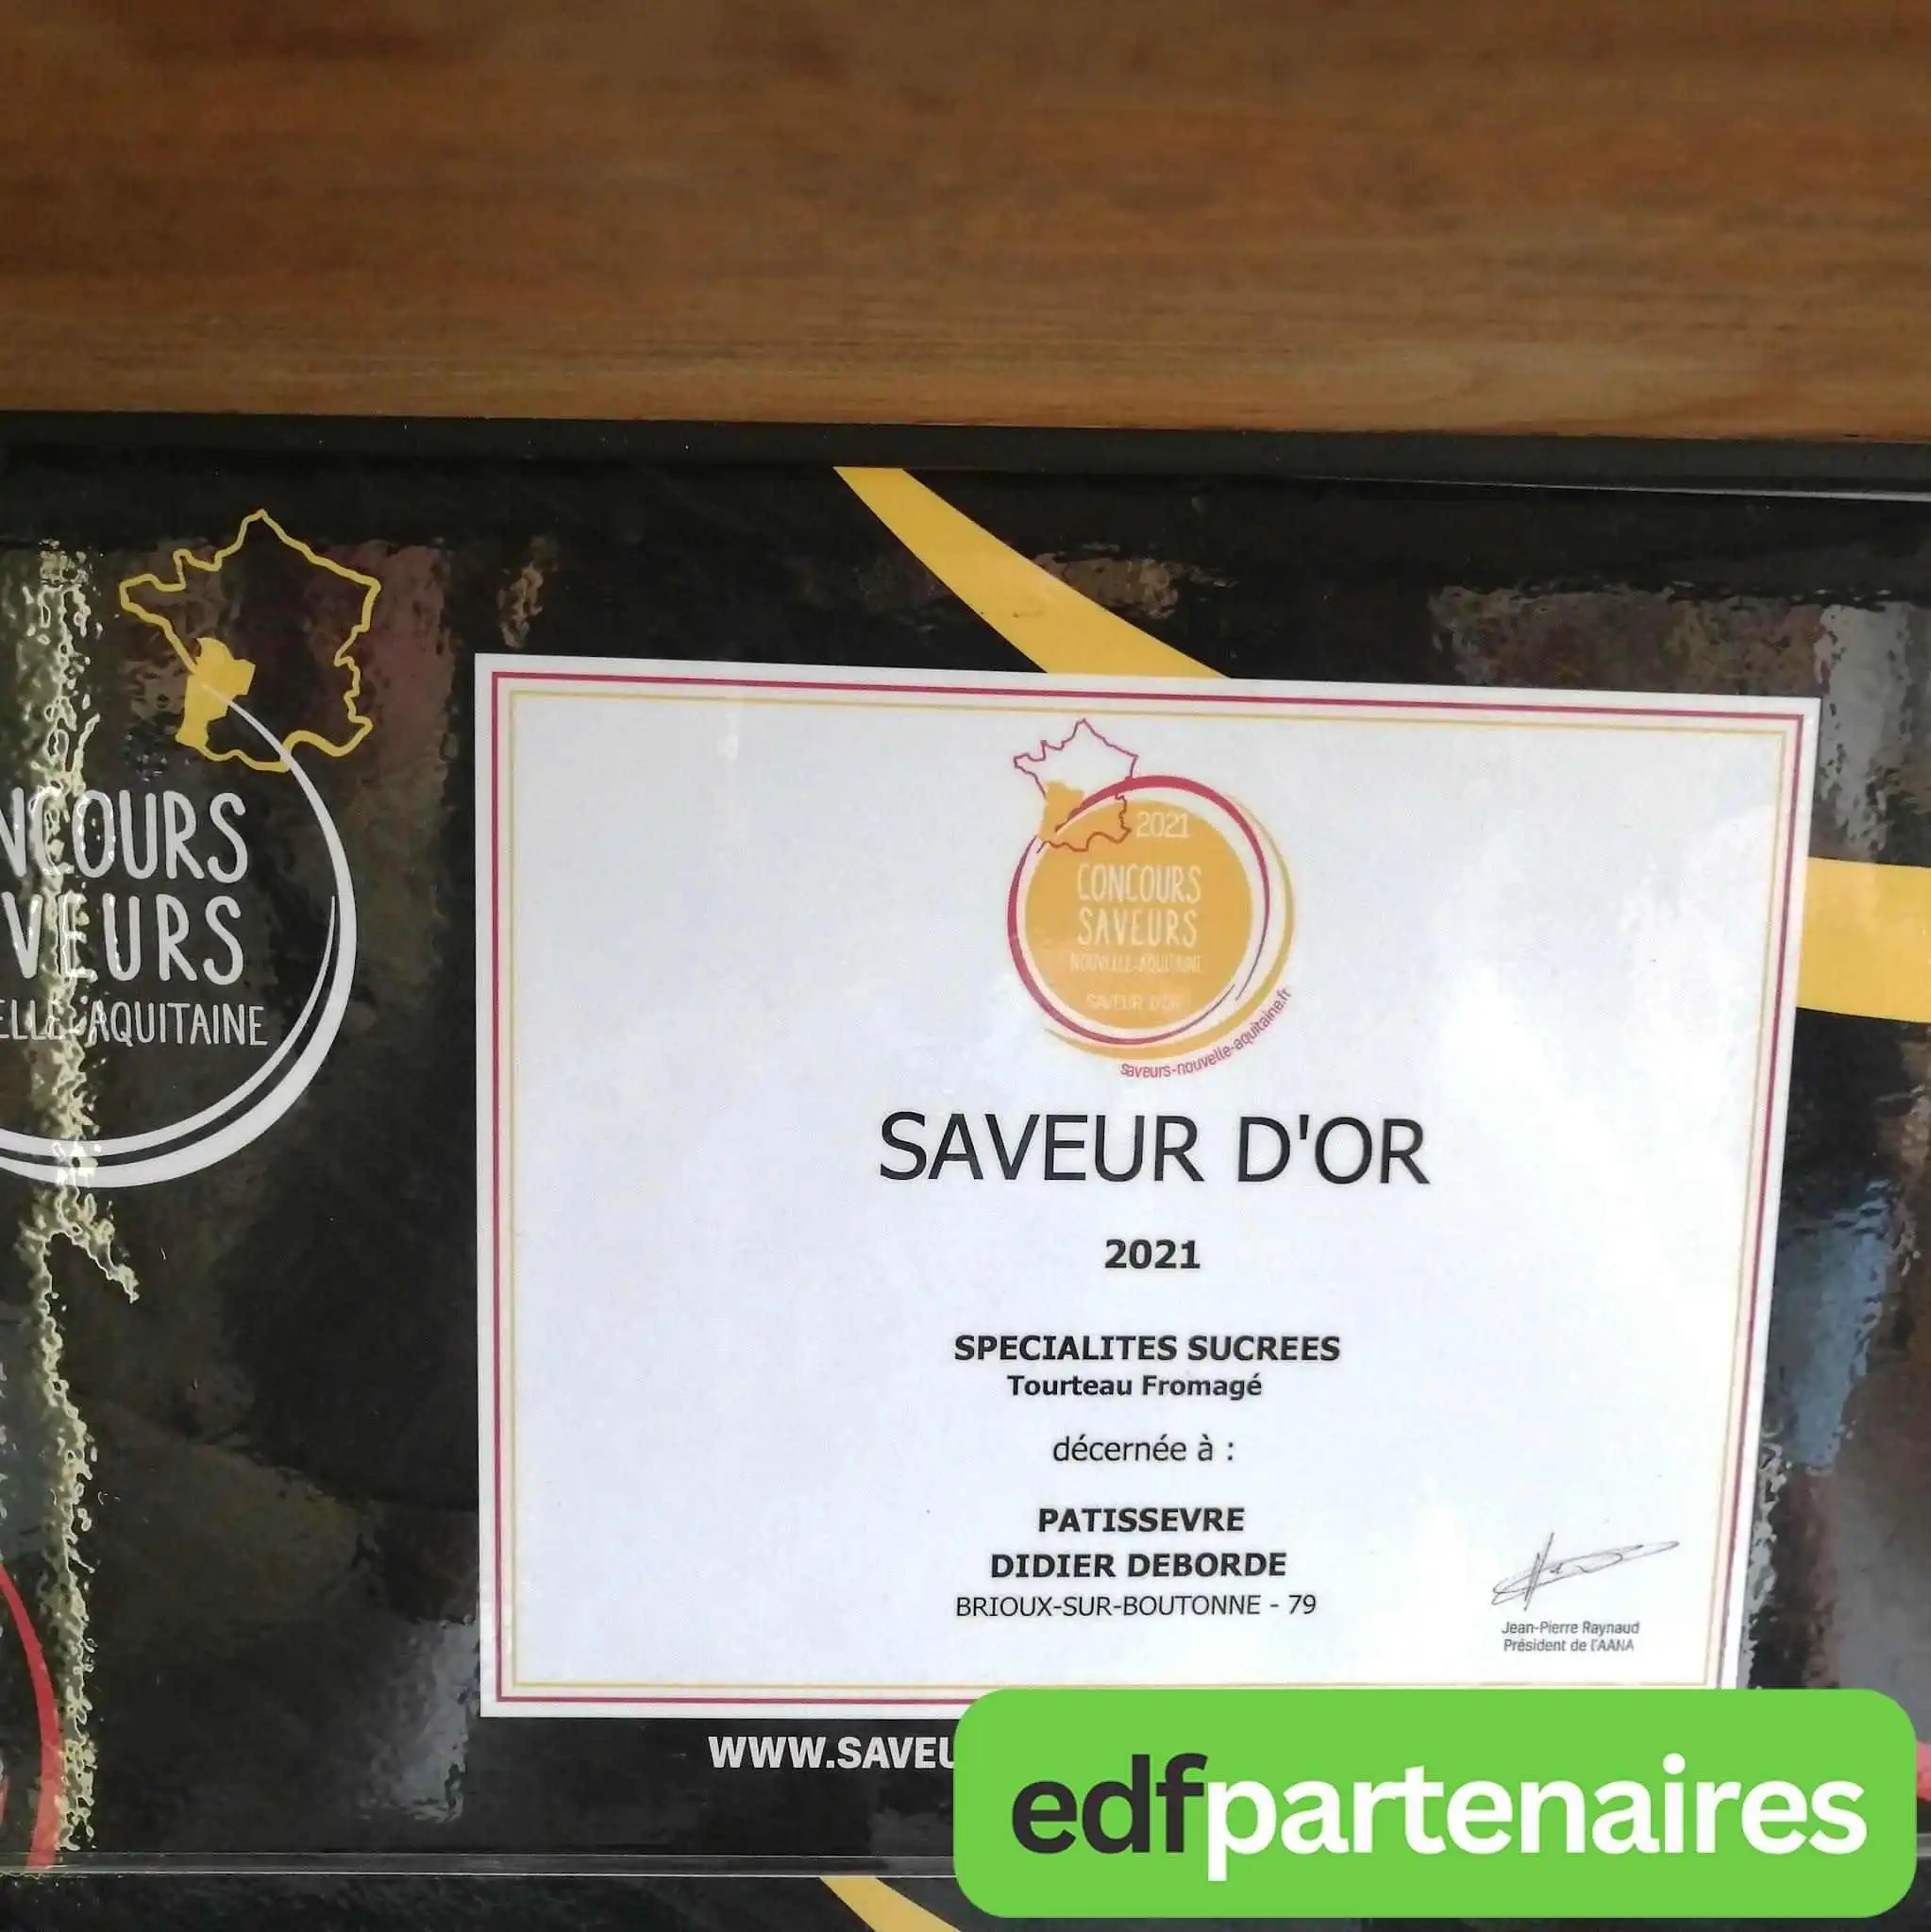 NCOURS
VEURS
ELLE-AQUITAINE
2021
CONCOURS
SAVEURS
NOUVELLE-AQUITAINE
SAVEUR D'OR
saveurs-nouvelle-aquitaine.fr
SAVEUR D'OR
2021
SPECIALITES SUCREES
Tourteau Fromagé
décernée à :
PATISSEVRE
DIDIER DEBORDE
BRIOUX-SUR-BOUTONNE - 79
Jean-Pierre Raynaud
Président de l'AANA
WWW.SAVEU
edfpartenaires